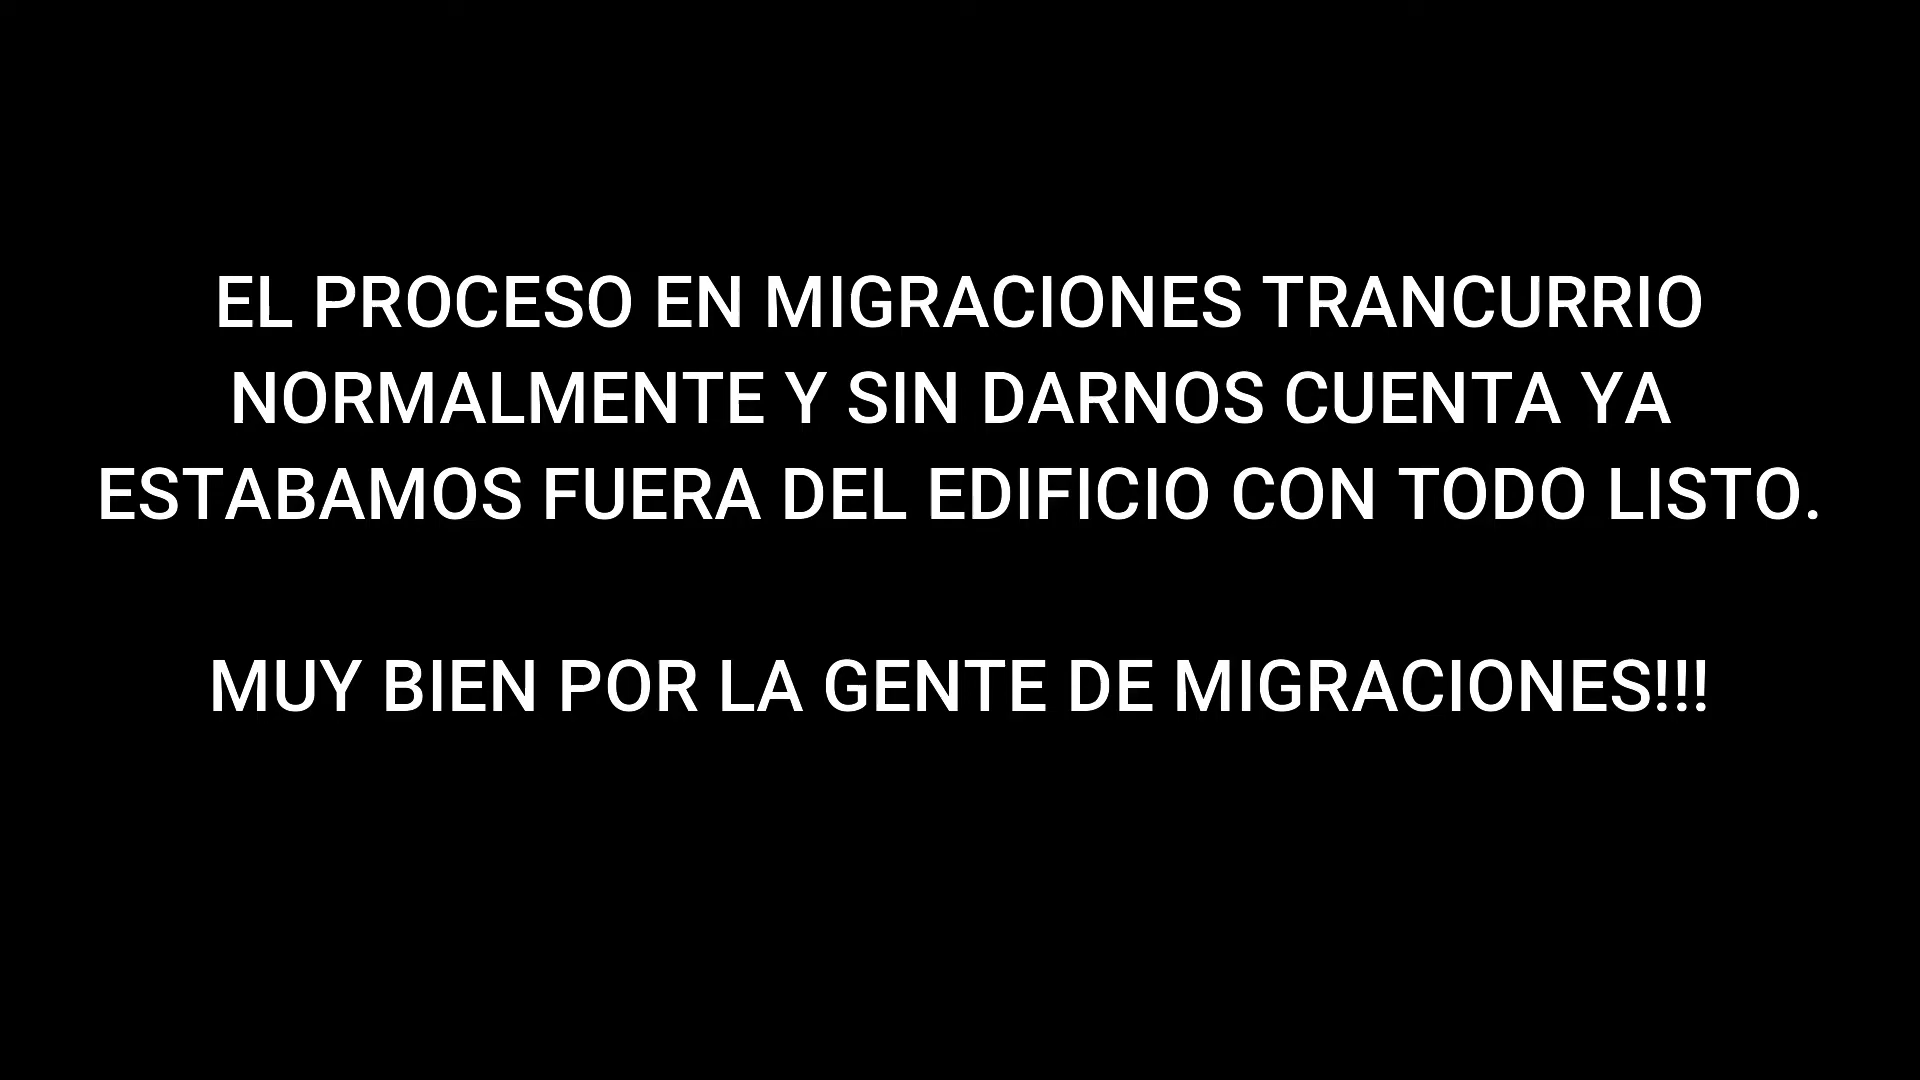 EL PROCESO EN MIGRACIONES TRANCURRIO
NORMALMENTE Y SIN DARNOS CUENTA YA
ESTABAMOS FUERA DEL EDIFICIO CON TODO LISTO.
MUY BIEN POR LA GENTE DE MIGRACIONES!!!